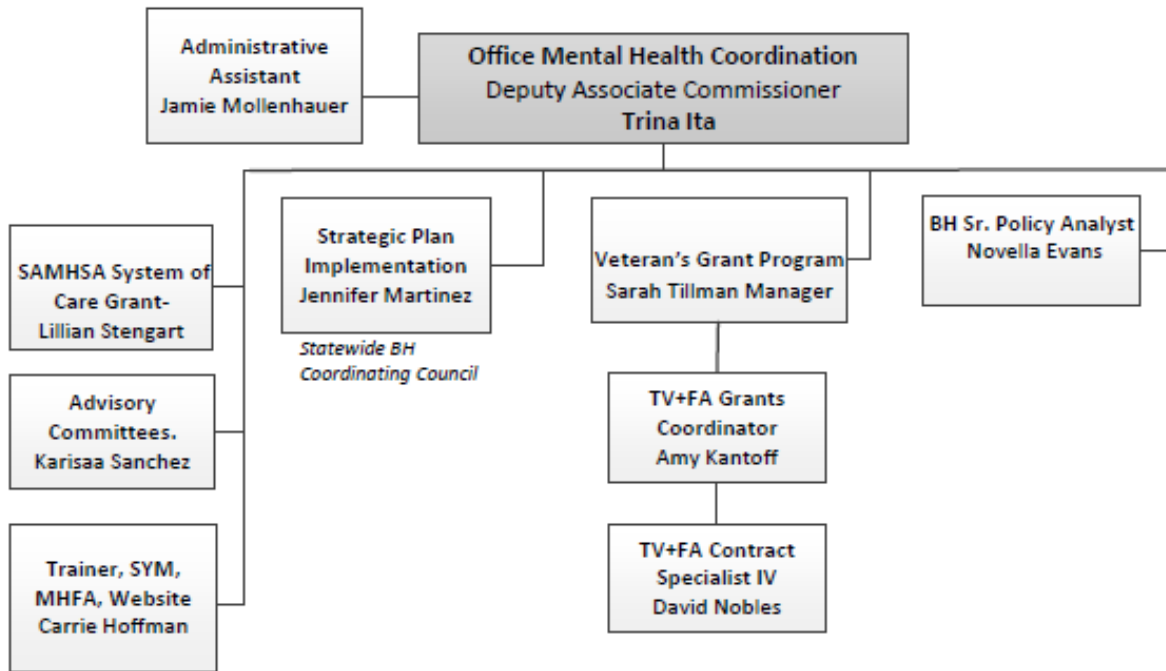 Administrative
Assistant
Jamie Mollenhauer
Office Mental Health Coordination
Deputy Associate Commissioner
Trina Ita
SAMHSA System of
Care Grant-
Lillian Stengart
Strategic Plan
Implementation
Jennifer Martinez
Statewide BH
Coordinating Council
Veteran's Grant Program
Sarah Tillman Manager
BH Sr. Policy Analyst
Novella Evans
Advisory
Committees.
Karisaa Sanchez
TV+FA Grants
Coordinator
Amy Kantoff
Trainer, SYM,
MHFA, Website
Carrie Hoffman
TV+FA Contract
Specialist IV
David Nobles